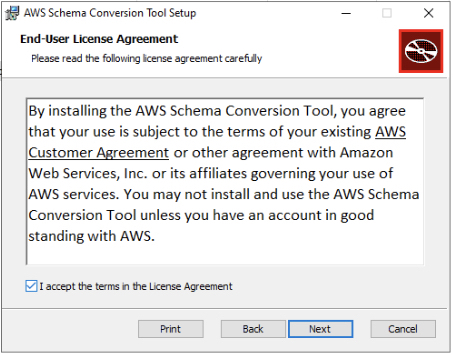 AWS Schema Conversion Tool Setup
End-User License Agreement
Please read the following license agreement carefully
By installing the AWS Schema Conversion Tool, you agree
that your use is subject to the terms of your existing AWS
Customer Agreement or other agreement with Amazon
Web Services, Inc. or its affiliates governing your use of
AWS services. You may not install and use the AWS Schema
Conversion Tool unless you have an account in good
standing with AWS.
I accept the terms in the License Agreement
Print Back Next Cancel